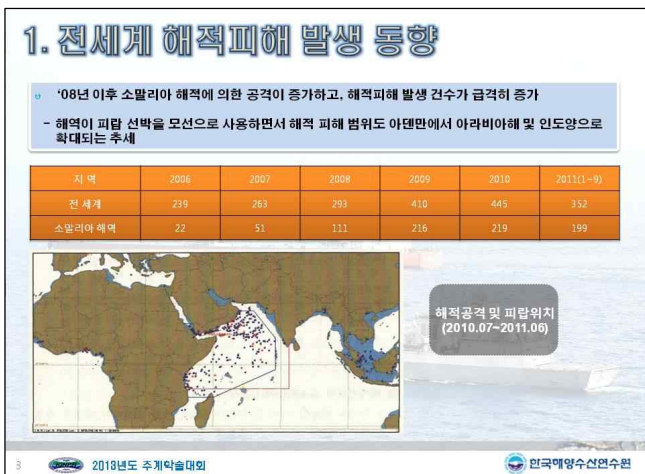 1. 전세계 해적피해 발생 동향
‘08년 이후 소말리아 해적에 의한 공격이 증가하고, 해적피해 발생 건수가 급격히 증가
- 해역이 피랍 선박을 모선으로 사용하면서 해적 피해 범위도 아덴만에서 아라비아해 및 인도양으로
확대되는 추세
지 역 2006 2007 2008 2009 2010 2011(1~9)
전 세계 239 263 293 410 445 352
소말리아 해역 22 51 111 216 219 199
해적공격 및 피랍위치
(2010.07~2011.06)
3 2013년도 추계학술대회 한국해양수산연수원